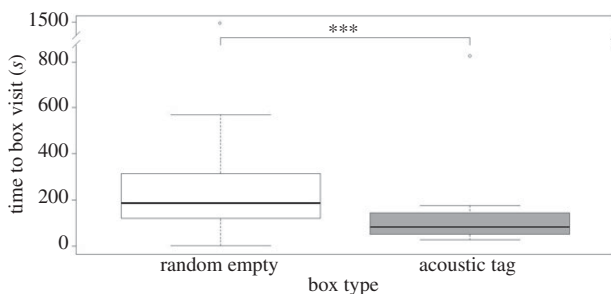 1500
***
800
600
400
200
0
time to box visit (s)
random empty
acoustic tag
box type